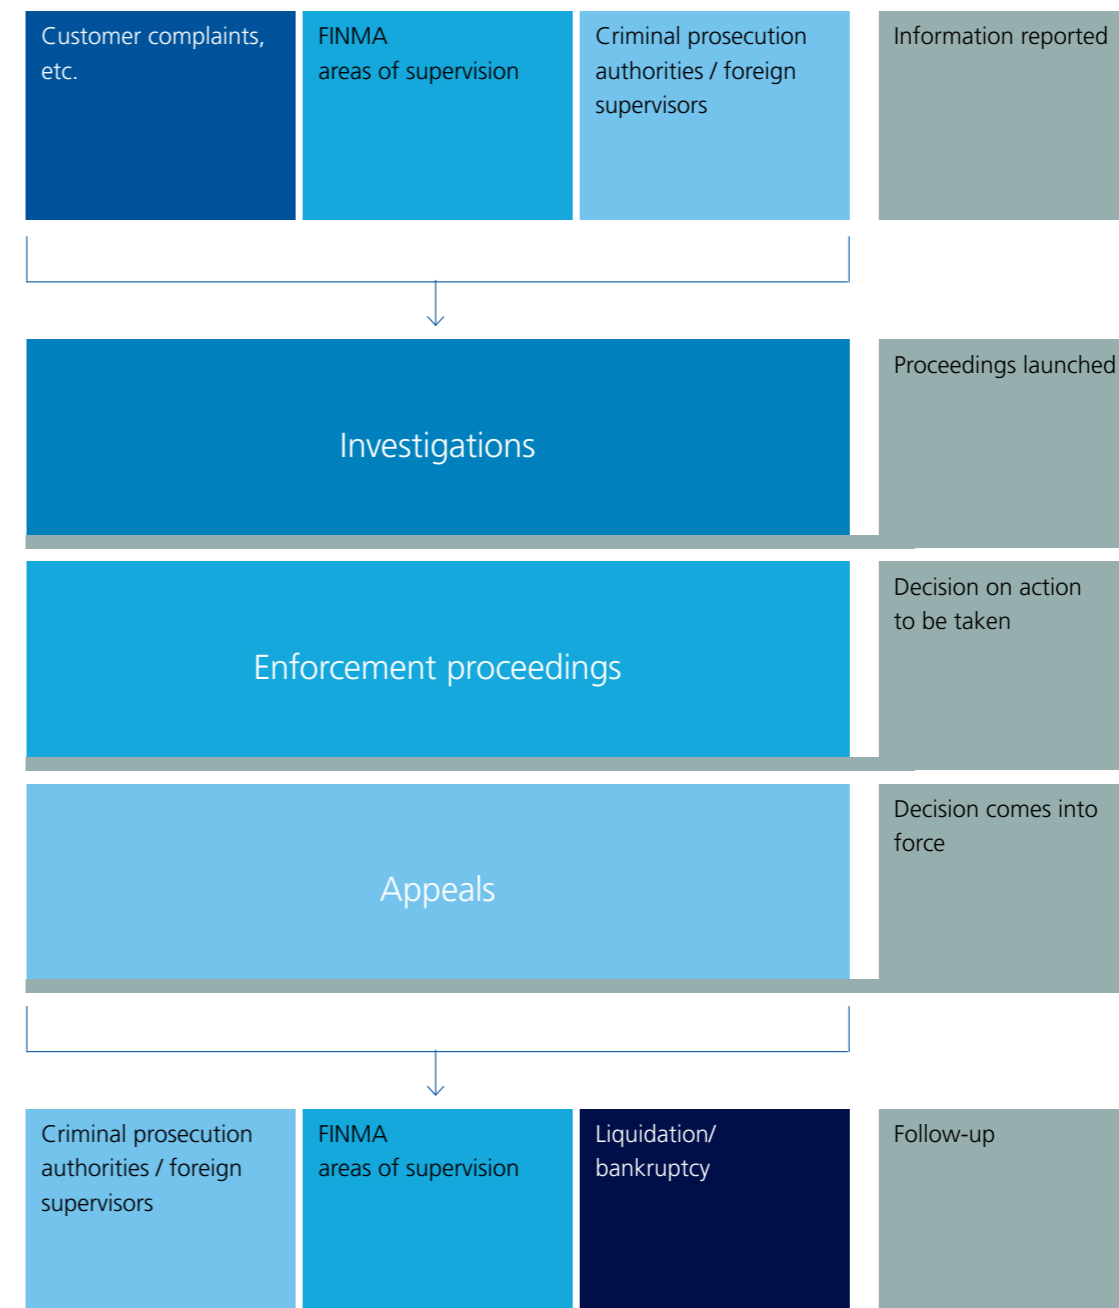 Customer complaints,
etc.
FINMA
areas of supervision
Criminal prosecution
authorities / foreign
supervisors
Information reported
Investigations
Proceedings launched
Enforcement proceedings
Decision on action
to be taken
Appeals
Decision comes into
force
Criminal prosecution
authorities / foreign
supervisors
FINMA
areas of supervision
Liquidation/
bankruptcy
Follow-up